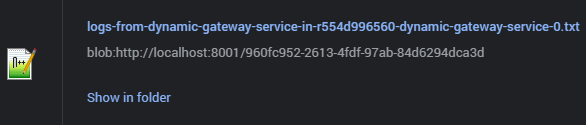 logs-from-dynamic-gateway-service-in-r554d996560-dynamic-gateway-service-0.txt
blob:http://localhost:8001/960fc952-2613-4fdf-97ab-84d6294dca3d
Show in folder